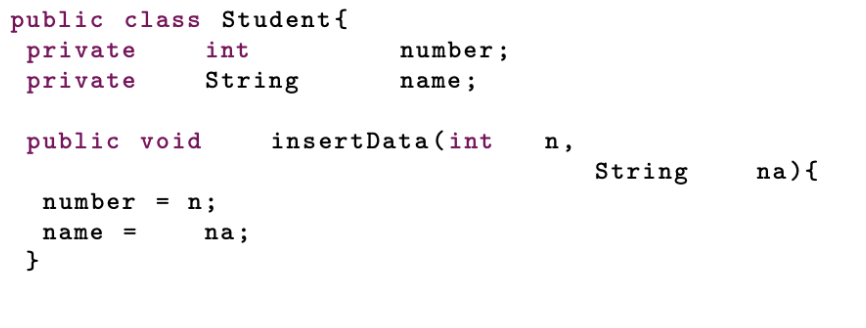 public class Student{
private int number;
private String name;
public void insertData(int n,
String na){
number = n;
name = na;
}